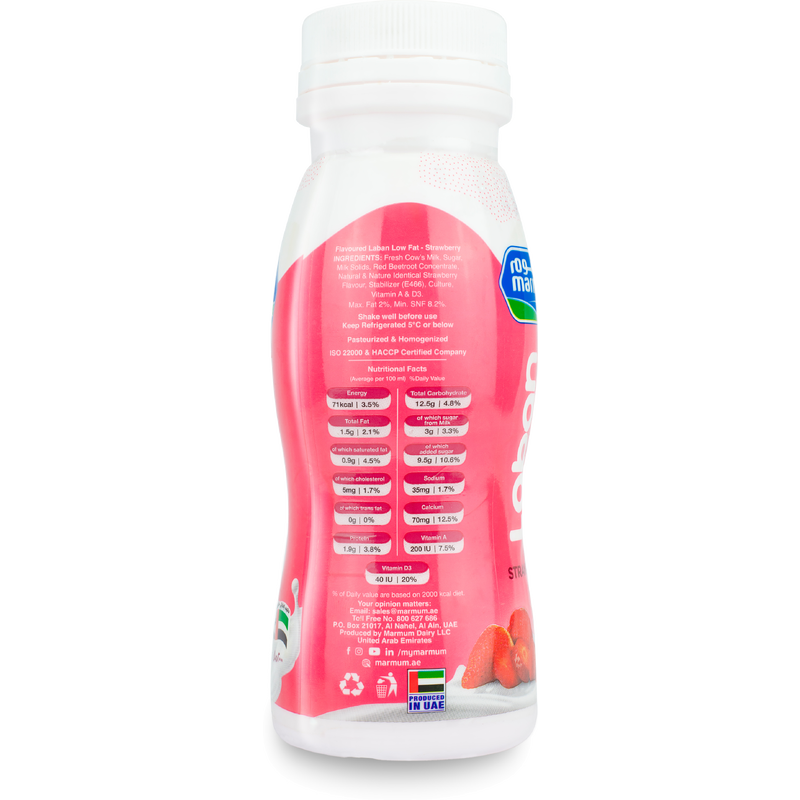 Flavoured Laban Low Fat - Strawberry
INGREDIENTS: Fresh Cow's Milk, Sugar,
Milk Solids, Red Beetroot Concentrate,
Natural & Nature Identical Strawberry
Flavour, Stabilizer (E466), Culture,
Vitamin A & D3.
Max. Fat 2%, Min. SNF 8.2%.
Shake well before use
Keep Refrigerated 5°C or below
Pasteurized & Homogenized
ISO 22000 & HACCP Certified Company
Nutritional Facts
(Average per 100 ml) %Daily Value
Energy
71kcal | 3.5%
Total Carbohydrate
12.5g | 4.8%
Total Fat
1.5g | 2.1%
of which sugar
from Milk
3g | 3.3%
of which saturated fat
0.9g | 4.5%
of which
added sugar
9.5g | 10.6%
of which cholesterol
5mg | 1.7%
Sodium
35mg | 1.7%
of which trans fat
0g | 0%
Calcium
70mg | 12.5%
Protein
1.9g | 3.8%
Vitamin A
200 IU | 7.5%
Vitamin D3
40 IU | 20%
% of Daily value are based on 2000 kcal diet.
Your opinion matters:
Email: sales@marmum.ae
Toll Free No. 800 627 686
P.O. Box 21017, Al Nahel, Al Ain, UAE
Produced by Marmum Dairy LLC
United Arab Emirates
/mymarmum
marmum.ae
PRODUCED
IN UAE
mar
Laban
STRA